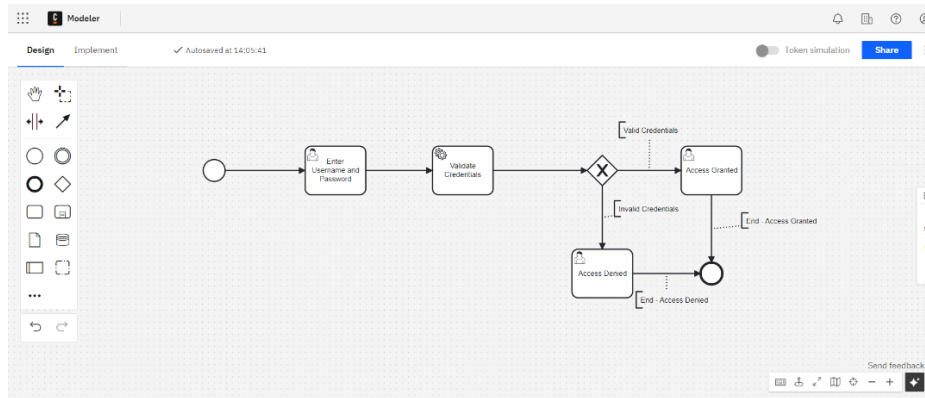 C Modeler
Design Implement Autosaved at 14:05:41 Token simulation Share
Valid Credentials
Enter
Username and
Password
Validate
Credentials
X
Access Granted
Invalid Credentials
End - Access Granted
Access Denied
End - Access Denied
Send feedback